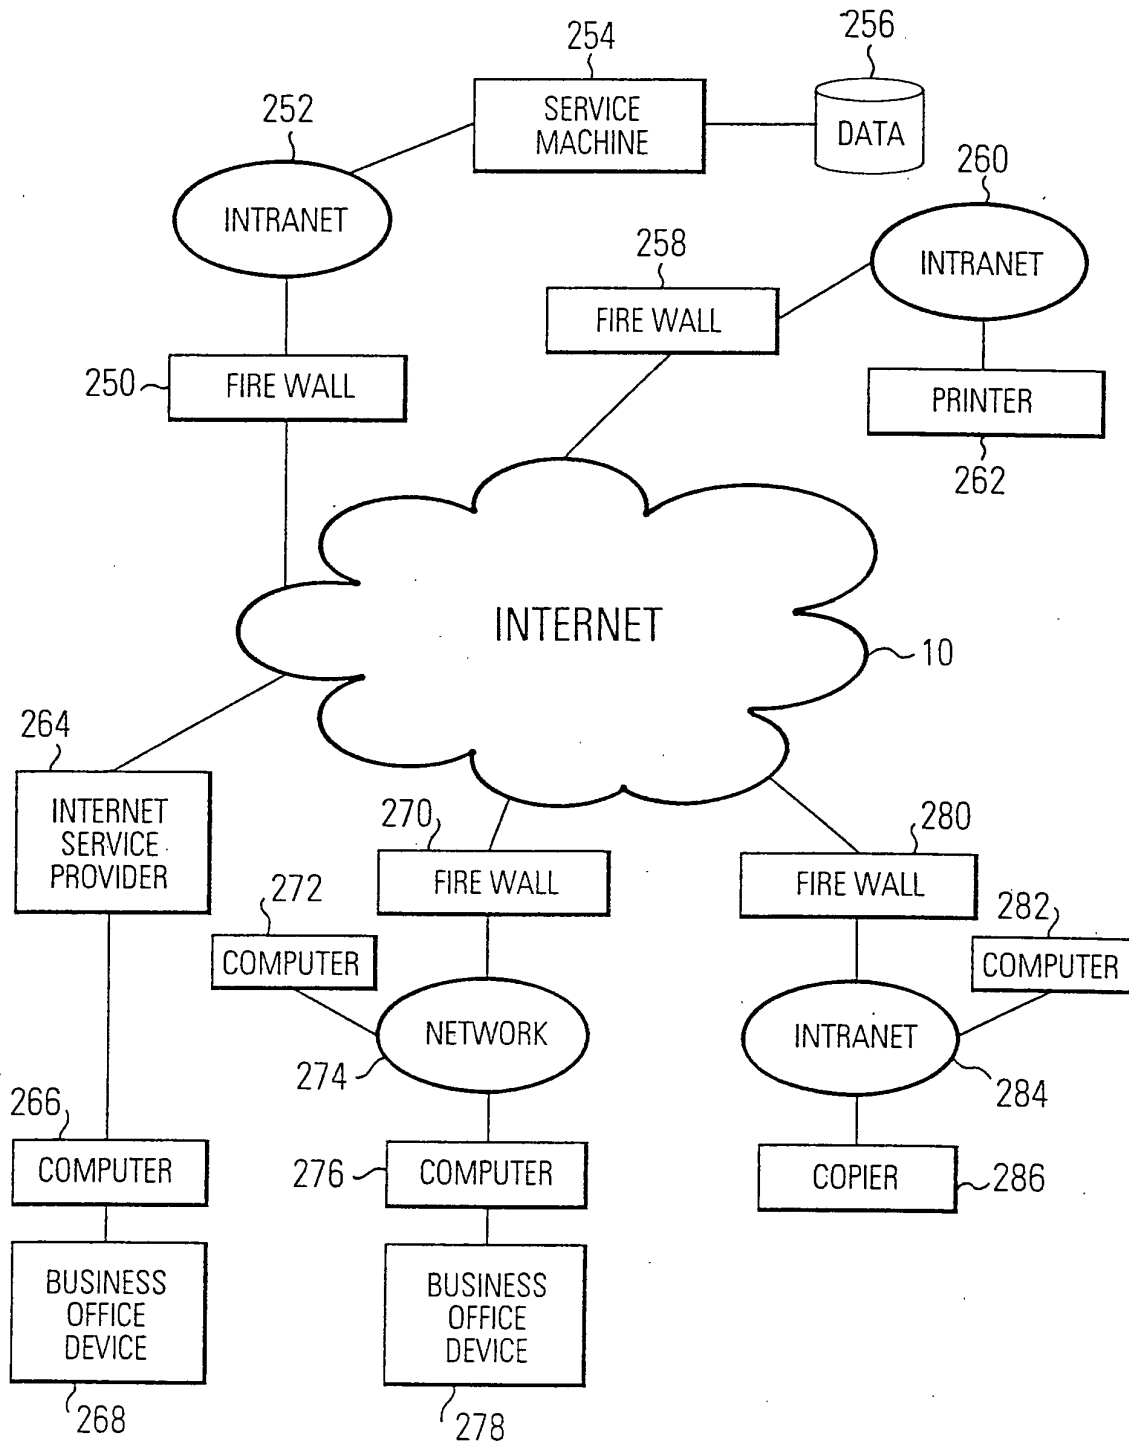 254
256
SERVICE
MACHINE
DATA
252
INTRANET
260
INTRANET
258
FIRE WALL
250
FIRE WALL
PRINTER
262
INTERNET
10
264
INTERNET
SERVICE
PROVIDER
270
FIRE WALL
280
FIRE WALL
272
COMPUTER
282
COMPUTER
NETWORK
274
INTRANET
284
266
COMPUTER
276
COMPUTER
COPIER
286
BUSINESS
OFFICE
DEVICE
268
BUSINESS
OFFICE
DEVICE
278